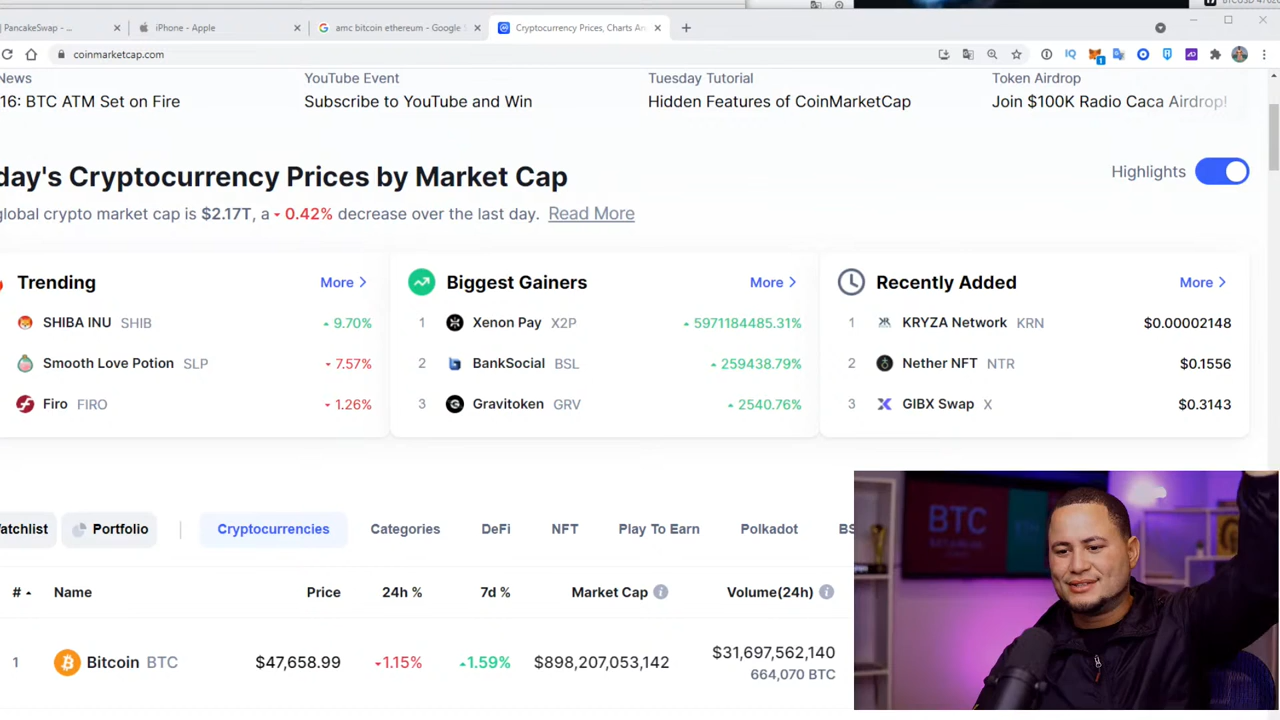 BTCUSD
PancakeSwap - ...
iPhone - Apple
amc bitcoin ethereum - Google
Cryptocurrency Prices, Charts An
coinmarketcap.com
IQ
1
News
YouTube Event
Tuesday Tutorial
Token Airdrop
16: BTC ATM Set on Fire
Subscribe to YouTube and Win
Hidden Features of CoinMarketCap
Join $100K Radio Caca Airdrop!
day's Cryptocurrency Prices by Market Cap
Highlights
global crypto market cap is $2.17T, a 0.42% decrease over the last day. Read More
Trending
More
SHIBA INU SHIB 9.70%
Smooth Love Potion SLP 7.57%
Firo FIRO 1.26%
Biggest Gainers
More
1 Xenon Pay X2P 5971184485.31%
2 BankSocial BSL 259438.79%
3 Gravitoken GRV 2540.76%
Recently Added
More
1 KRYZA Network KRN $0.00002148
2 Nether NFT NTR $0.1556
3 GIBX Swap X $0.3143
atchlist Portfolio Cryptocurrencies Categories DeFi NFT Play To Earn Polkadot BS
# Name Price 24h % 7d % Market Cap Volume(24h)
1 Bitcoin BTC $47,658.99 1.15% 1.59% $898,207,053,142 $31,697,562,140
664,070 BTC
BTC